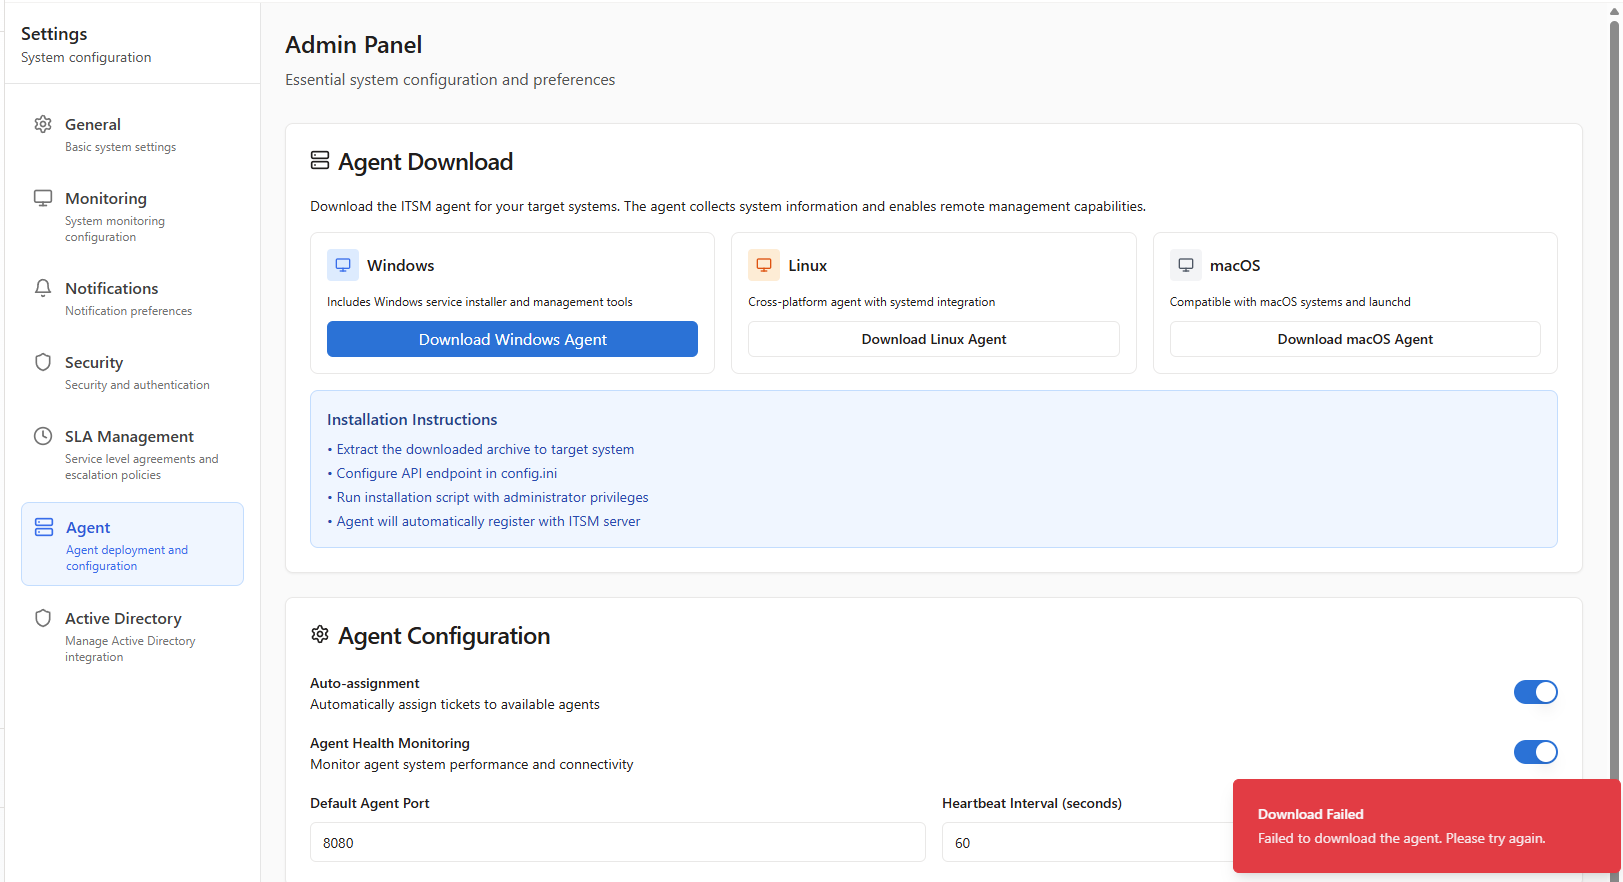 Settings
System configuration
General
Basic system settings
Monitoring
System monitoring
configuration
Notifications
Notification preferences
Security
Security and authentication
SLA Management
Service level agreements and
escalation policies
Agent
Agent deployment and
configuration
Active Directory
Manage Active Directory
integration
Admin Panel
Essential system configuration and preferences
Agent Download
Download the ITSM agent for your target systems. The agent collects system information and enables remote management capabilities.
Windows
Includes Windows service installer and management tools
Download Windows Agent
Linux
Cross-platform agent with systemd integration
Download Linux Agent
macOS
Compatible with macOS systems and launchd
Download macOS Agent
Installation Instructions
• Extract the downloaded archive to target system
• Configure API endpoint in config.ini
• Run installation script with administrator privileges
• Agent will automatically register with ITSM server
Agent Configuration
Auto-assignment
Automatically assign tickets to available agents
Agent Health Monitoring
Monitor agent system performance and connectivity
Default Agent Port
8080
Heartbeat Interval (seconds)
60
Download Failed
Failed to download the agent. Please try again.